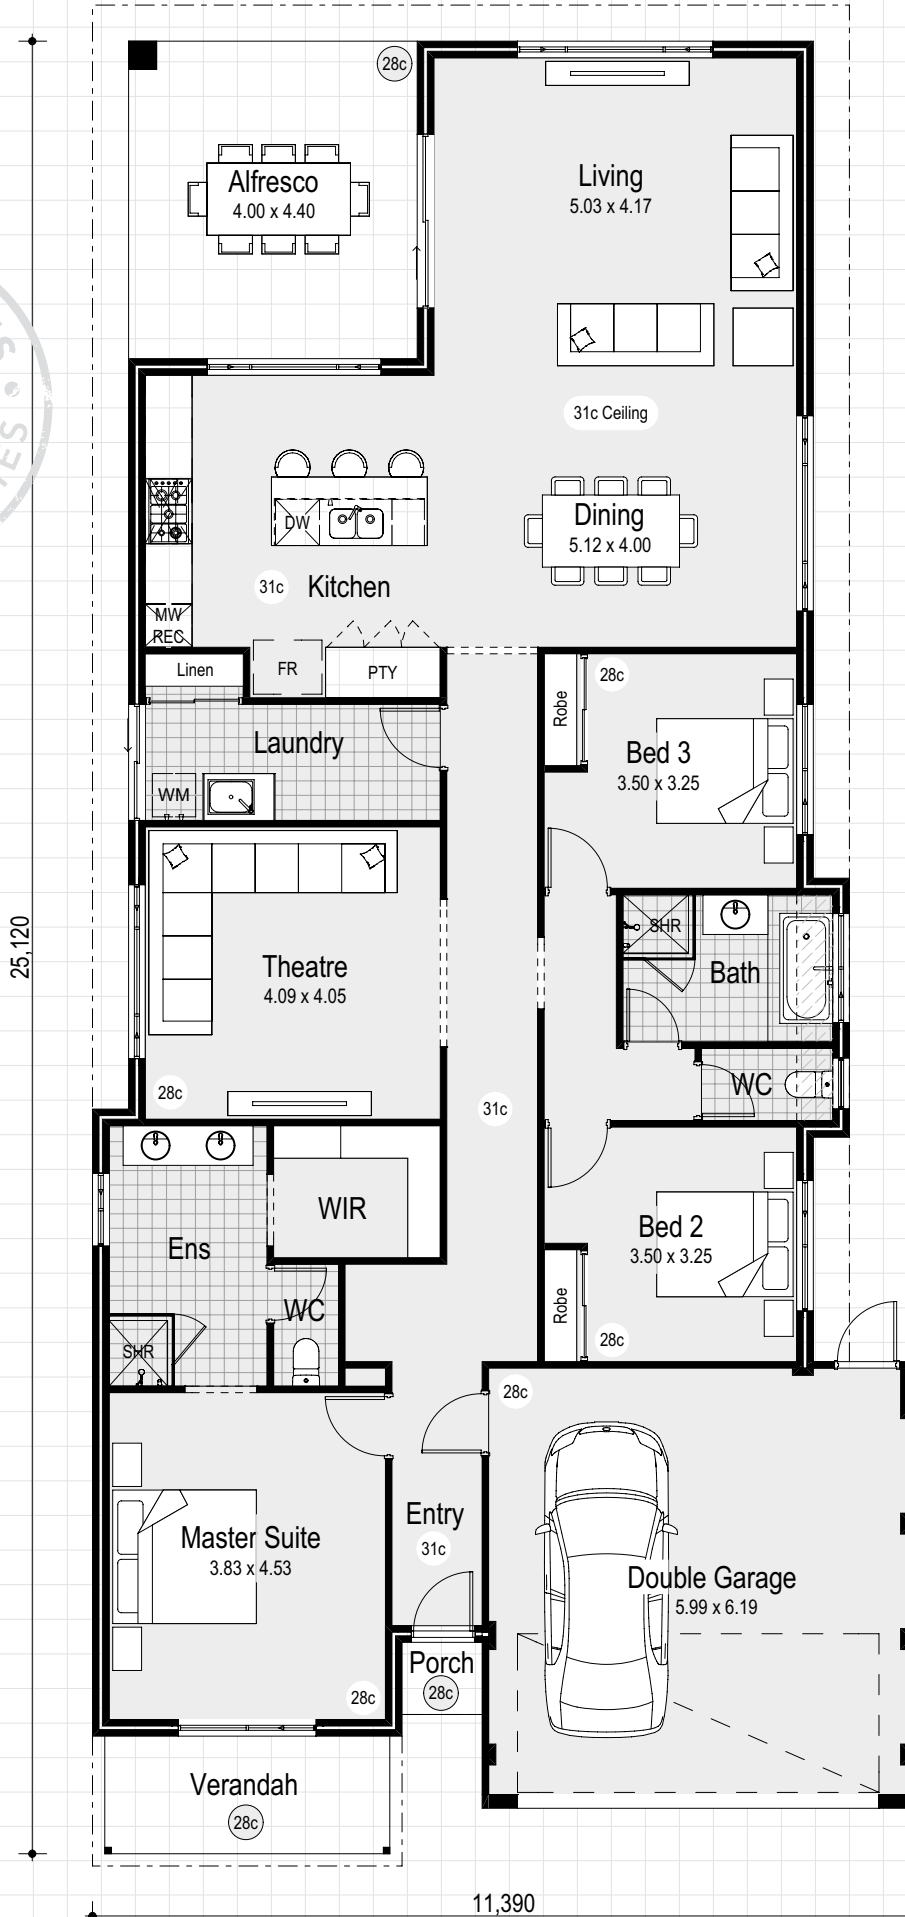 28c
Alfresco
4.00 x 4.40
Living
5.03 x 4.17
31c Ceiling
DW
Dining
5.12 x 4.00
31c Kitchen
MW
REC
Linen
FR
PTY
28c
Robe
Laundry
Bed 3
3.50 x 3.25
WM
SHR
25,120
Theatre
4.09 x 4.05
Bath
28c
WC
31c
WIR
Bed 2
3.50 x 3.25
Ens
WC
Robe
SHR
28c
28c
Entry
31c
Master Suite
3.83 x 4.53
Double Garage
5.99 x 6.19
Porch
28c
28c
Verandah
28c
11,390